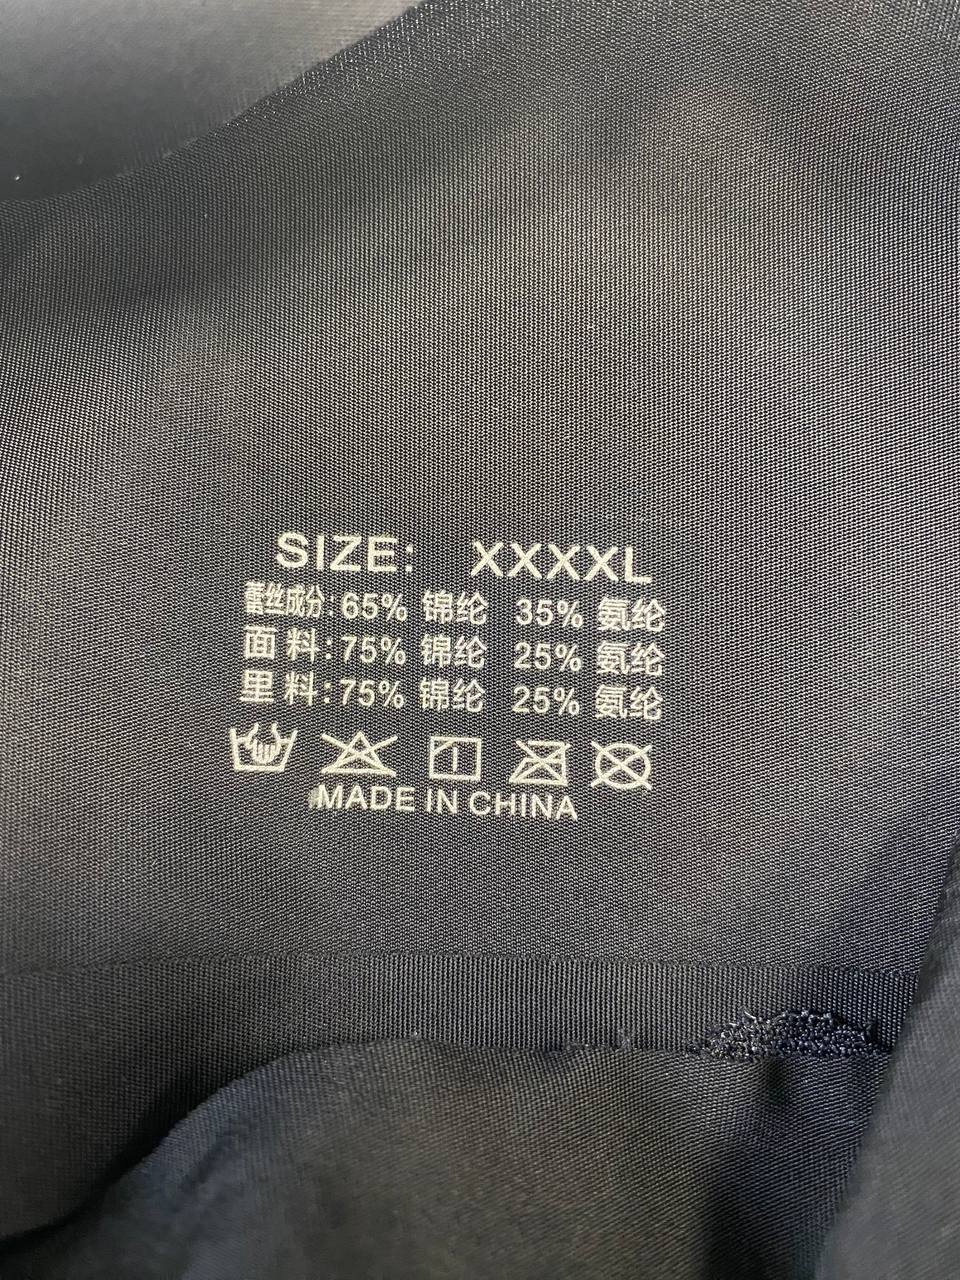 SIZE: XXXXL
蕾丝成分:65% 锦纶 35% 氨纶
面 料:75% 锦纶 25% 氨纶
里 料:75% 锦纶 25% 氨纶
MADE IN CHINA